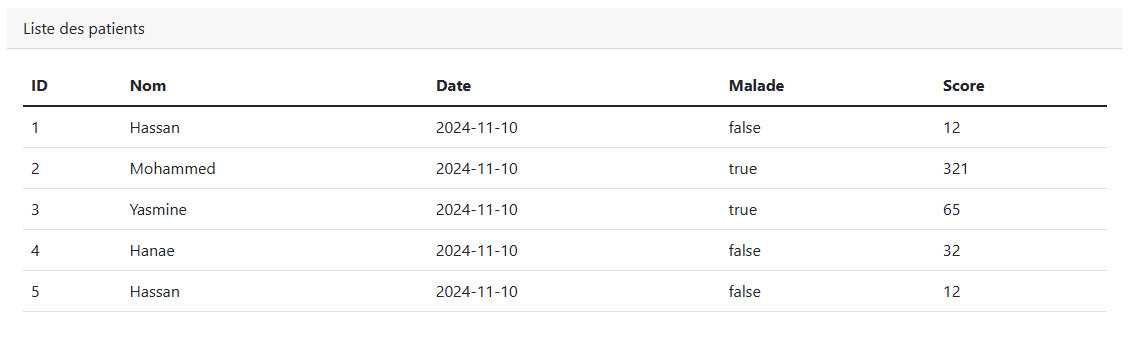 Liste des patients
ID Nom Date Malade Score
1 Hassan 2024-11-10 false 12
2 Mohammed 2024-11-10 true 321
3 Yasmine 2024-11-10 true 65
4 Hanae 2024-11-10 false 32
5 Hassan 2024-11-10 false 12